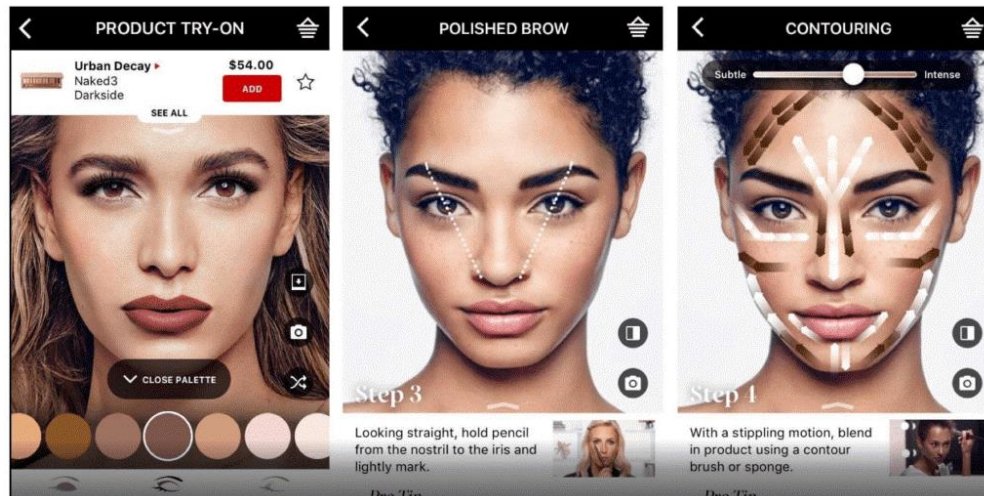 PRODUCT TRY-ON
Urban Decay
$54.00
Naked3
Darkside
ADD
SEE ALL
CLOSE PALETTE
POLISHED BROW
Step 3
Looking straight, hold pencil
from the nostril to the iris and
lightly mark.
Pro Tip
CONTOURING
Subtle
Intense
Step 4
With a stippling motion, blend
in product using a contour
brush or sponge.
Pro Tip